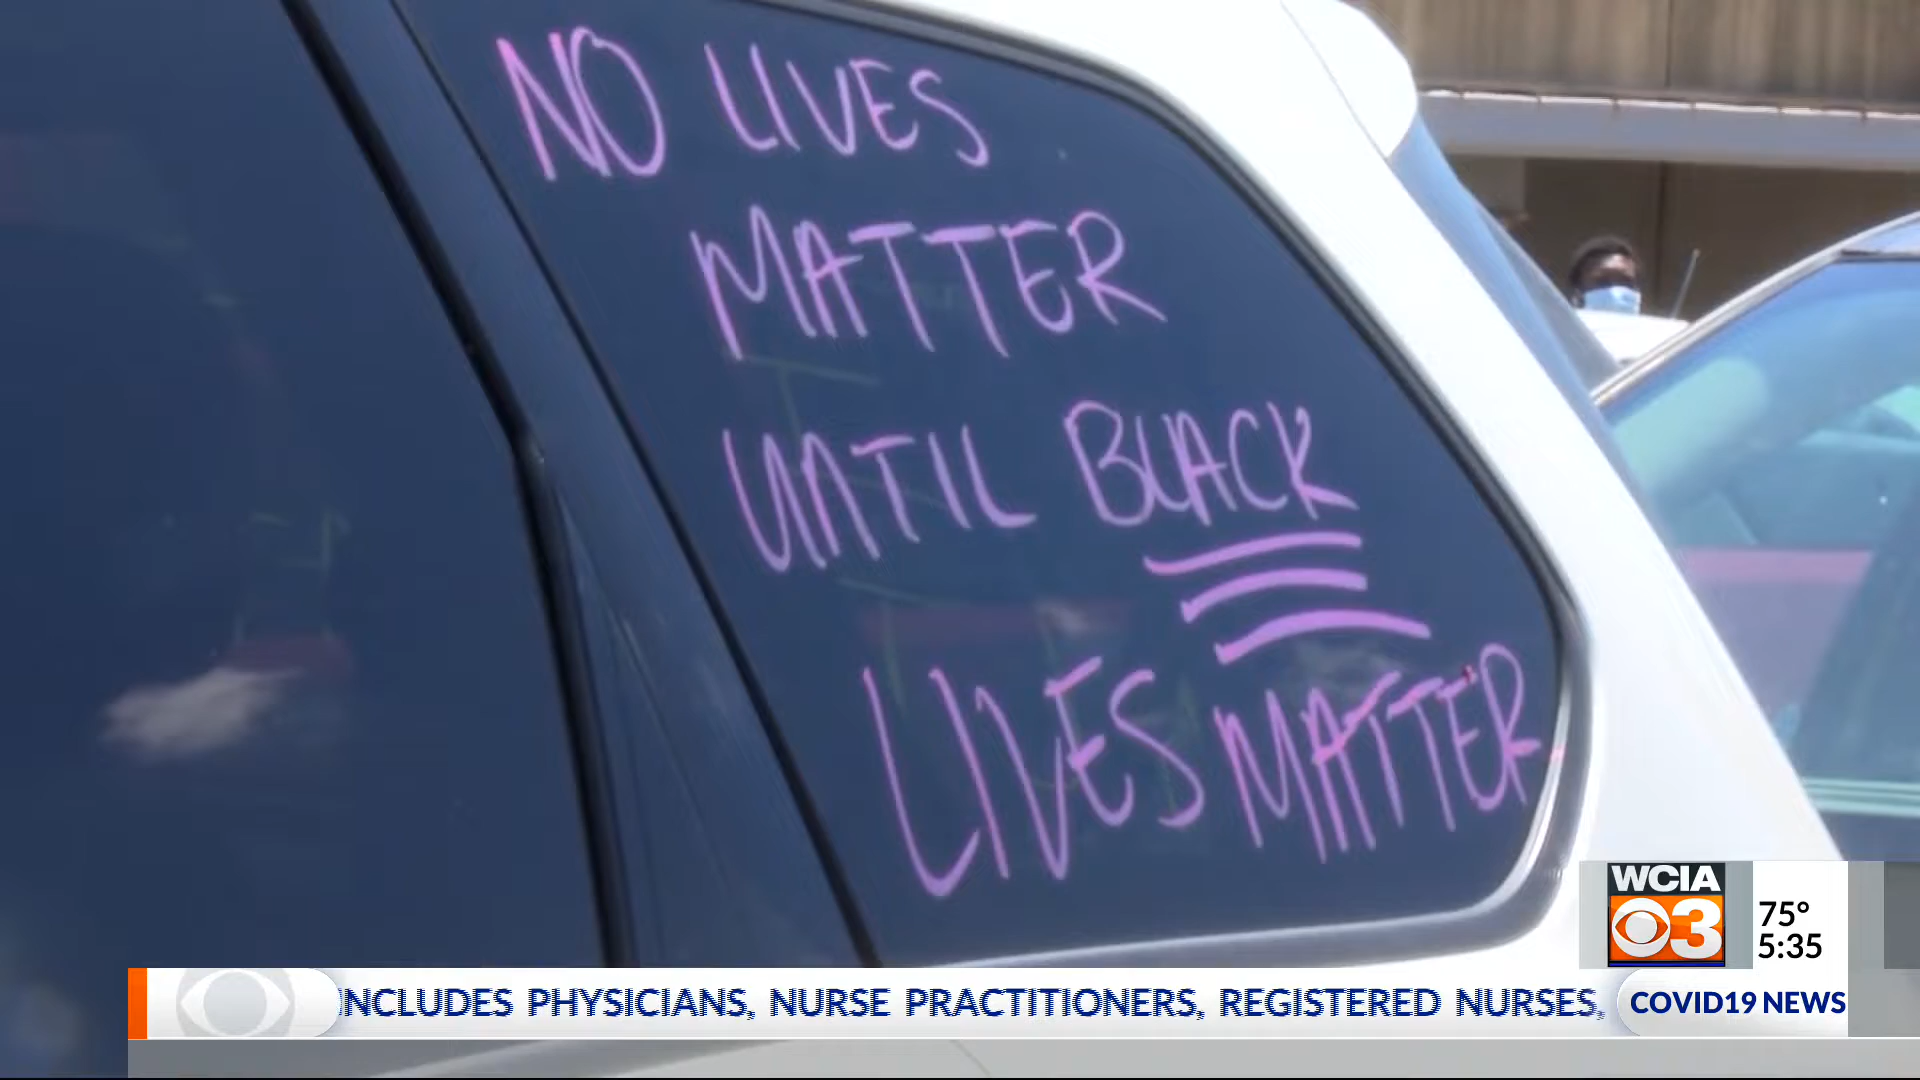 NO LIVES
MATTER
UNTIL BLACK
LIVES MATTER
WCIA
3
75°
5:35
INCLUDES PHYSICIANS, NURSE PRACTITIONERS, REGISTERED NURSES,
COVID19 NEWS